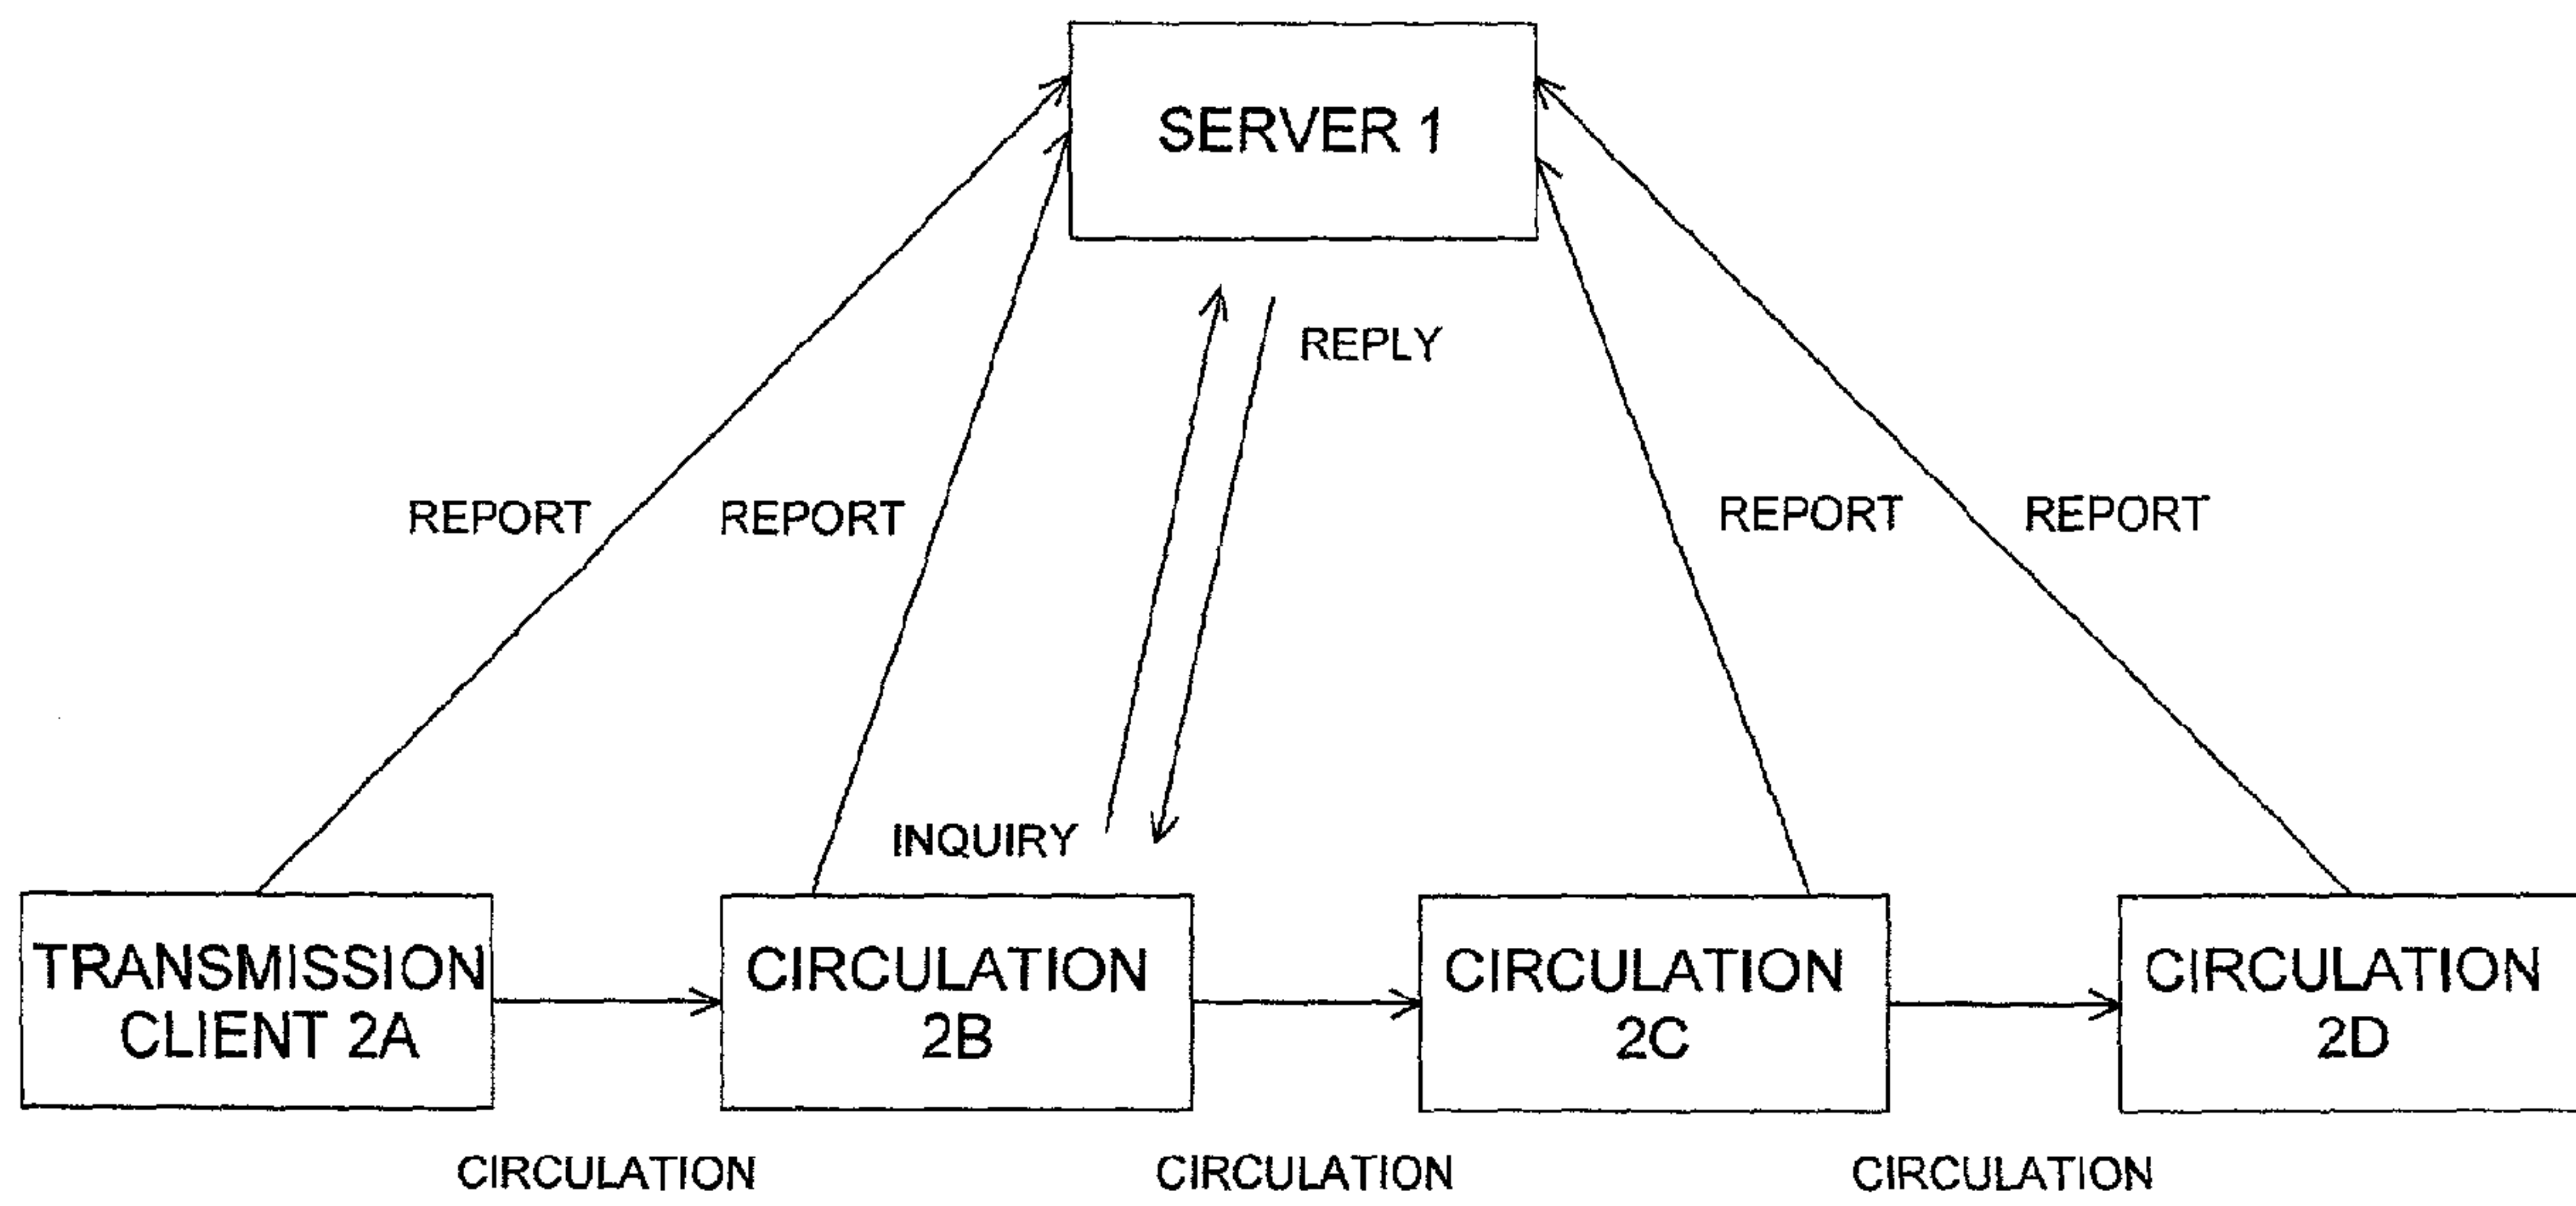 SERVER 1
REPLY
REPORT
REPORT
REPORT
REPORT
INQUIRY
TRANSMISSION
CLIENT 2A
CIRCULATION
2B
CIRCULATION
2C
CIRCULATION
2D
CIRCULATION
CIRCULATION
CIRCULATION